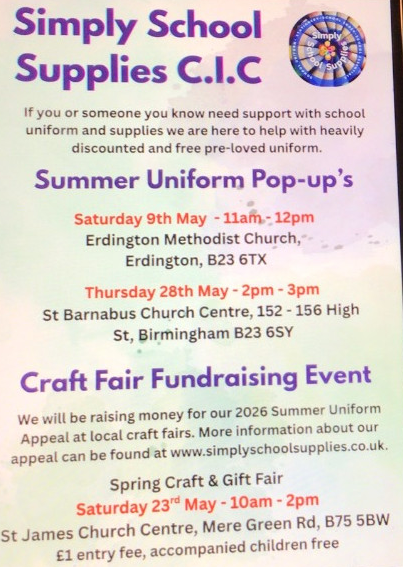 Simply School
Supplies C.I.C
Simply
School Supplies
If you or someone you know need support with school
uniform and supplies we are here to help with heavily
discounted and free pre-loved uniform.
Summer Uniform Pop-up's
Saturday 9th May - 11am - 12pm
Erdington Methodist Church,
Erdington, B23 6TX
Thursday 28th May - 2pm - 3pm
St Barnabus Church Centre, 152 - 156 High
St, Birmingham B23 6SY
Craft Fair Fundraising Event
We will be raising money for our 2026 Summer Uniform
Appeal at local craft fairs. More information about our
appeal can be found at www.simplyschoolsupplies.co.uk.
Spring Craft & Gift Fair
Saturday 23rd May - 10am - 2pm
St James Church Centre, Mere Green Rd, B75 5BW
£1 entry fee, accompanied children free